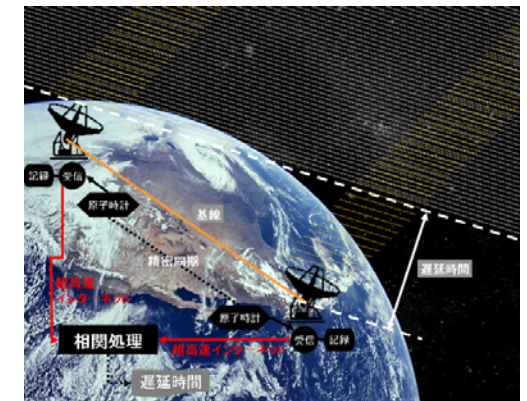 記録
受信
原子時計
基線
遅延時間
精密同期
超高速
インターネット
原子時計
相関処理
超高速インターネット
受信
記録
遅延時間